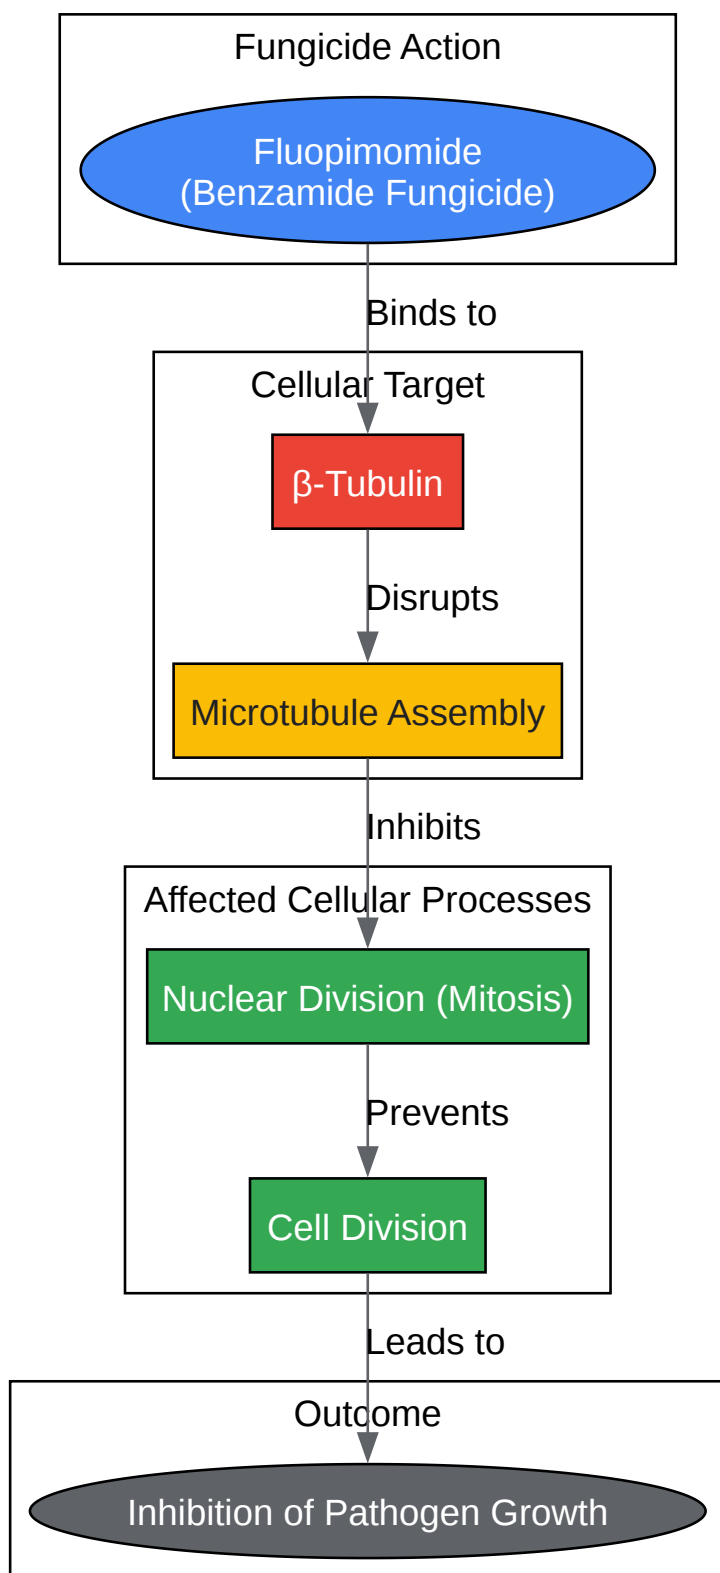 Fungicide Action
Fluopimomide
(Benzamide Fungicide)
Binds to
Cellular Target
β-Tubulin
Disrupts
Microtubule Assembly
Inhibits
Affected Cellular Processes
Nuclear Division (Mitosis)
Prevents
Cell Division
Leads to
Outcome
Inhibition of Pathogen Growth